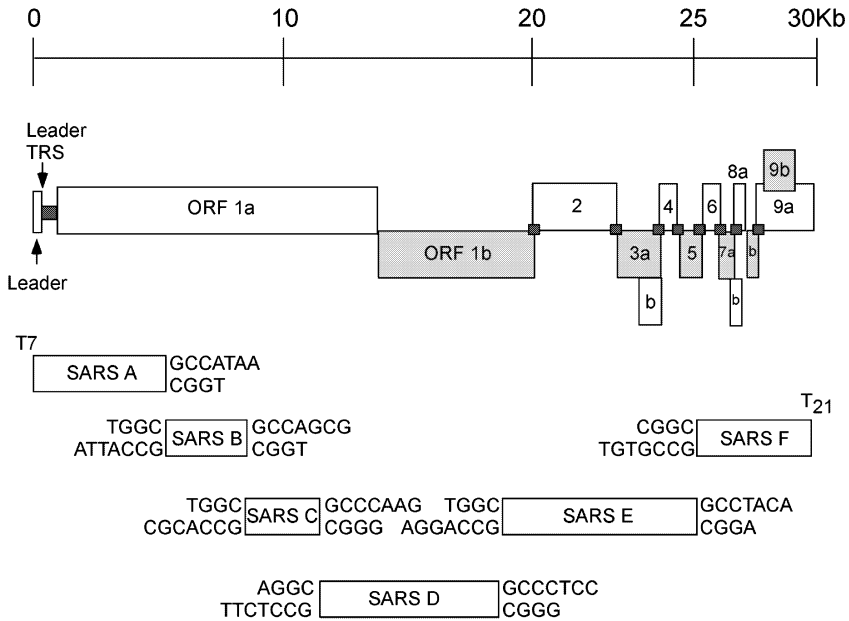 0 10 20 25 30Kb
Leader
TRS
Leader
ORF 1a
ORF 1b
2
3a
b
4
5
6
7a
b
8a
b
9b
9a
T7
SARS A
GCCATAA
CGGT
TGGC
ATTACCG
SARS B
GCCAGCG
CGGT
CGGC
TGTGCCG
SARS F
T21
TGGC
CGCACCG
SARS C
GCCCAAG
CGGG
TGGC
AGGACCG
SARS E
GCCTACA
CGGA
AGGC
TTCTCCG
SARS D
GCCCTCC
CGGG